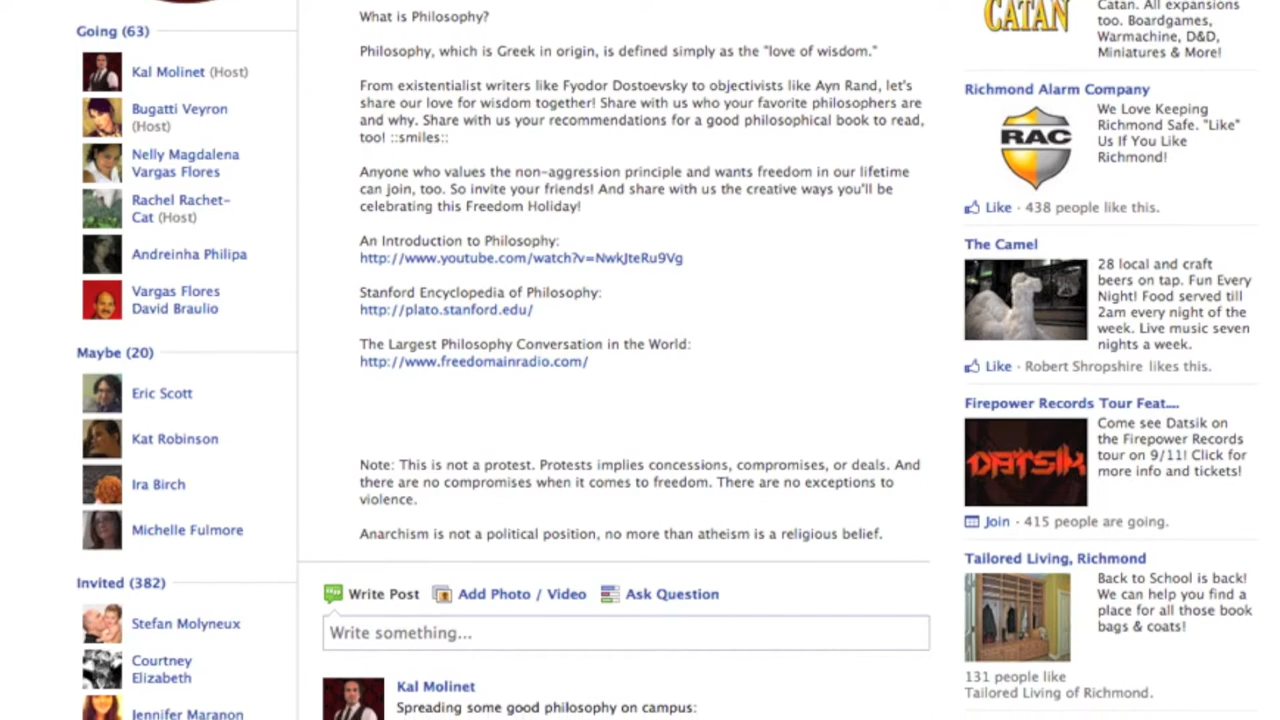 Going (63)
Kal Molinet (Host)
Bugatti Veyron
(Host)
Nelly Magdalena
Vargas Flores
Rachel Rachet-
Cat (Host)
Andreinha Philipa
Vargas Flores
David Braulio
Maybe (20)
Eric Scott
Kat Robinson
Ira Birch
Michelle Fulmore
Invited (382)
Stefan Molyneux
Courtney
Elizabeth
Jennifer Maranon
What is Philosophy?
Philosophy, which is Greek in origin, is defined simply as the "love of wisdom."
From existentialist writers like Fyodor Dostoevsky to objectivists like Ayn Rand, let's
share our love for wisdom together! Share with us who your favorite philosophers are
and why. Share with us your recommendations for a good philosophical book to read,
too! ::smiles::
Anyone who values the non-aggression principle and wants freedom in our lifetime
can join, too. So invite your friends! And share with us the creative ways you'll be
celebrating this Freedom Holiday!
An Introduction to Philosophy:
http://www.youtube.com/watch?v=NwkJteRu9Vg
Stanford Encyclopedia of Philosophy:
http://plato.stanford.edu/
The Largest Philosophy Conversation in the World:
http://www.freedomainradio.com/
Note: This is not a protest. Protests implies concessions, compromises, or deals. And
there are no compromises when it comes to freedom. There are no exceptions to
violence.
Anarchism is not a political position, no more than atheism is a religious belief.
Write Post Add Photo / Video Ask Question
Write something...
Kal Molinet
Spreading some good philosophy on campus:
CATAN
Catan. All expansions
too. Boardgames,
Warmachine, D&D,
Miniatures & More!
Richmond Alarm Company
RAC
We Love Keeping
Richmond Safe. "Like"
Us If You Like
Richmond!
Like · 438 people like this.
The Camel
28 local and craft
beers on tap. Fun Every
Night! Food served till
2am every night of the
week. Live music seven
nights a week.
Like · Robert Shropshire likes this.
Firepower Records Tour Feat....
DATSIK
Come see Datsik on
the Firepower Records
tour on 9/11! Click for
more info and tickets!
Join · 415 people are going.
Tailored Living, Richmond
Back to School is back!
We can help you find a
place for all those book
bags & coats!
131 people like
Tailored Living of Richmond.